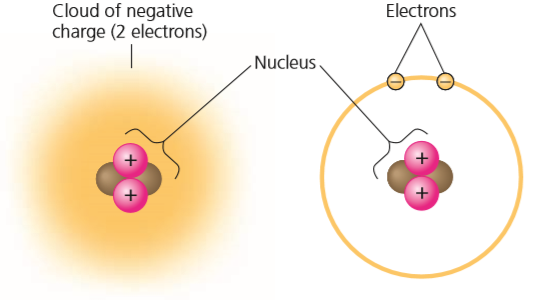 Cloud of negative
charge (2 electrons)
Electrons
Nucleus
−
−
+
+
+
+